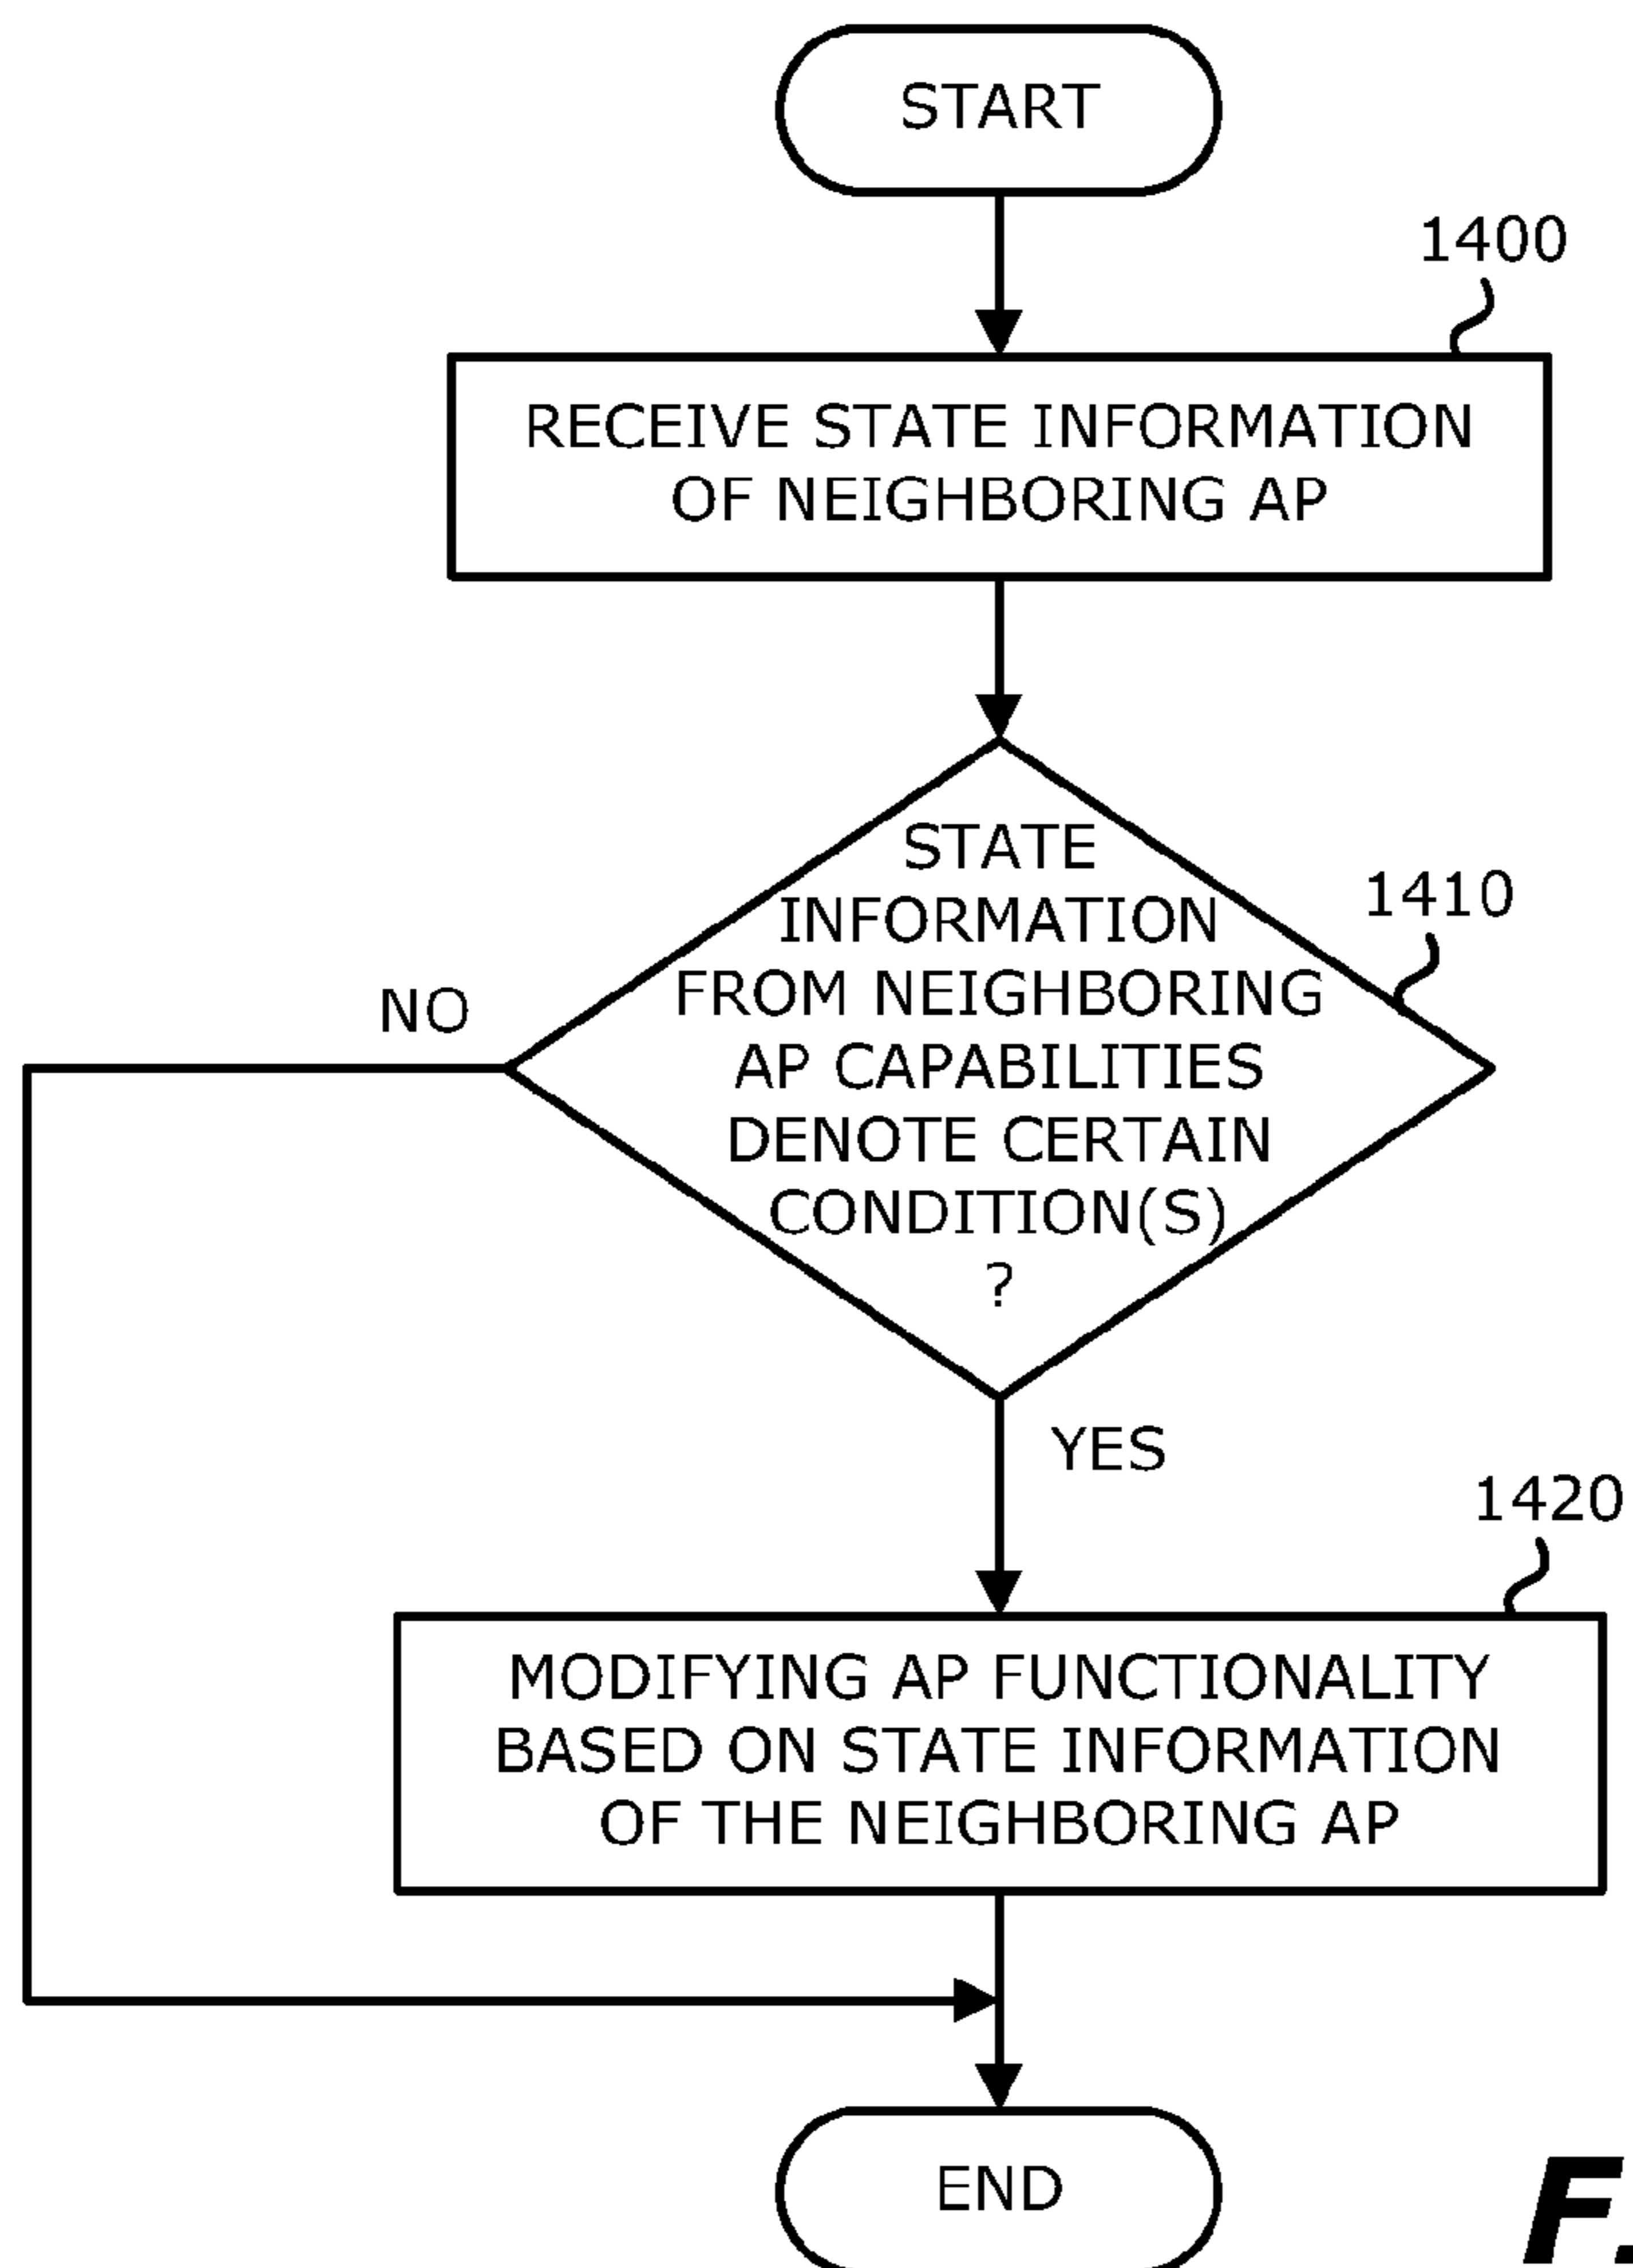 START
1400
RECEIVE STATE INFORMATION
OF NEIGHBORING AP
STATE
INFORMATION
1410
FROM NEIGHBORING
NO
AP CAPABILITIES
DENOTE CERTAIN
CONDITION(S)
?
YES
1420
MODIFYING AP FUNCTIONALITY
BASED ON STATE INFORMATION
OF THE NEIGHBORING AP
END